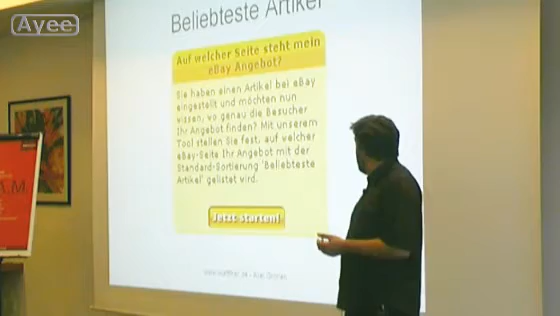 Ayee
Beliebteste Artikel
Auf welcher Seite steht mein
eBay Angebot?
Sie haben einen Artikel bei eBay
eingestellt und möchten nun
wissen, wo genau die Besucher
Ihr Angebot finden? Mit unserem
Tool stellen Sie fest, auf welcher
eBay-Seite Ihr Angebot mit der
Standard-Sortierung 'Beliebteste
Artikel' gelistet wird.
Jetzt starten!
A.M.